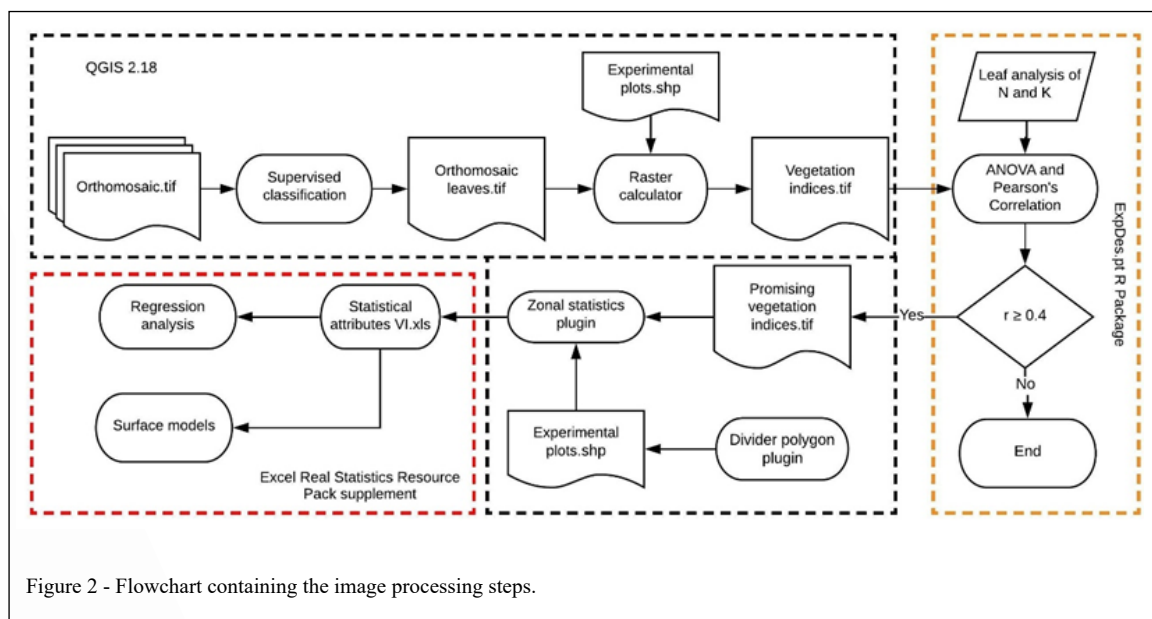 QGIS 2.18
Experimental
plots.shp
Leaf analysis of
N and K
Orthomosaic.tif
Supervised
classification
Orthomosaic
leaves.tif
Raster
calculator
Vegetation
indices.tif
ANOVA and
Pearson's
Correlation
ExpDes.pt R Package
Regression
analysis
Statistical
attributes VI.xls
Zonal statistics
plugin
Promising
vegetation
indices.tif
Yes
r ≥ 0.4
No
Surface models
Experimental
plots.shp
Divider polygon
plugin
End
Excel Real Statistics Resource
Pack supplement
Figure 2 - Flowchart containing the image processing steps.